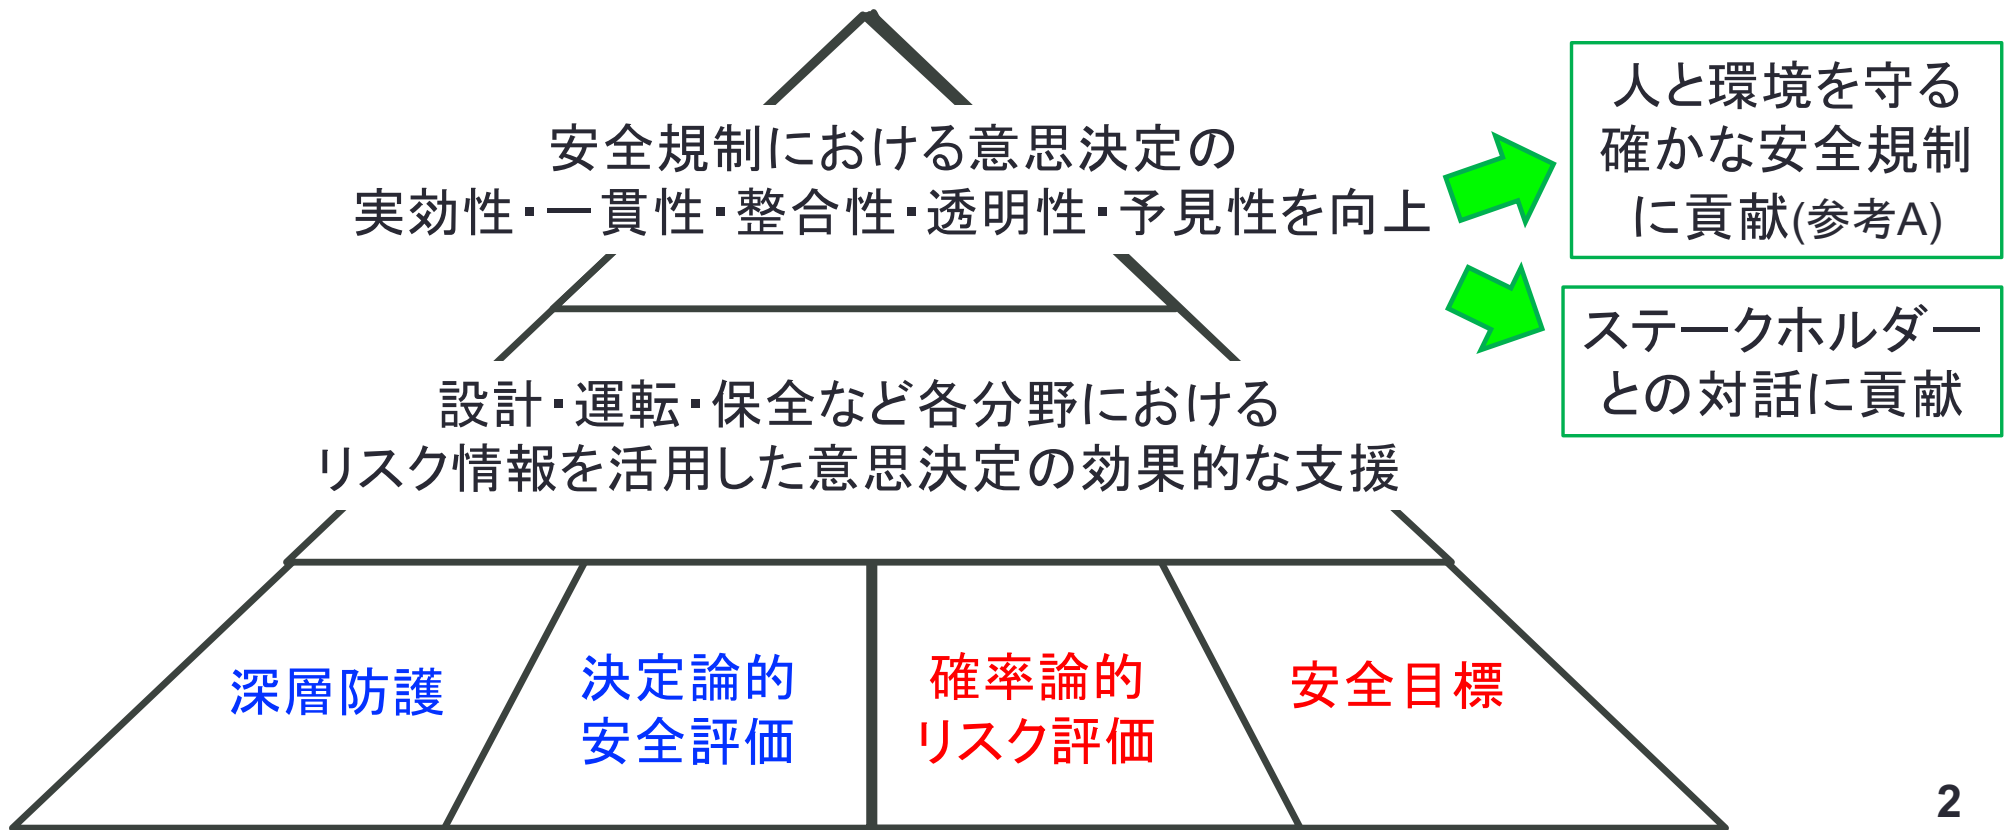 安全規制における意思決定の
実効性・一貫性・整合性・透明性・予見性を向上
人と環境を守る
確かな安全規制
に貢献(参考A)
ステークホルダー
との対話に貢献
設計・運転・保全など各分野における
リスク情報を活用した意思決定の効果的な支援
深層防護
決定論的
安全評価
確率論的
リスク評価
安全目標
2